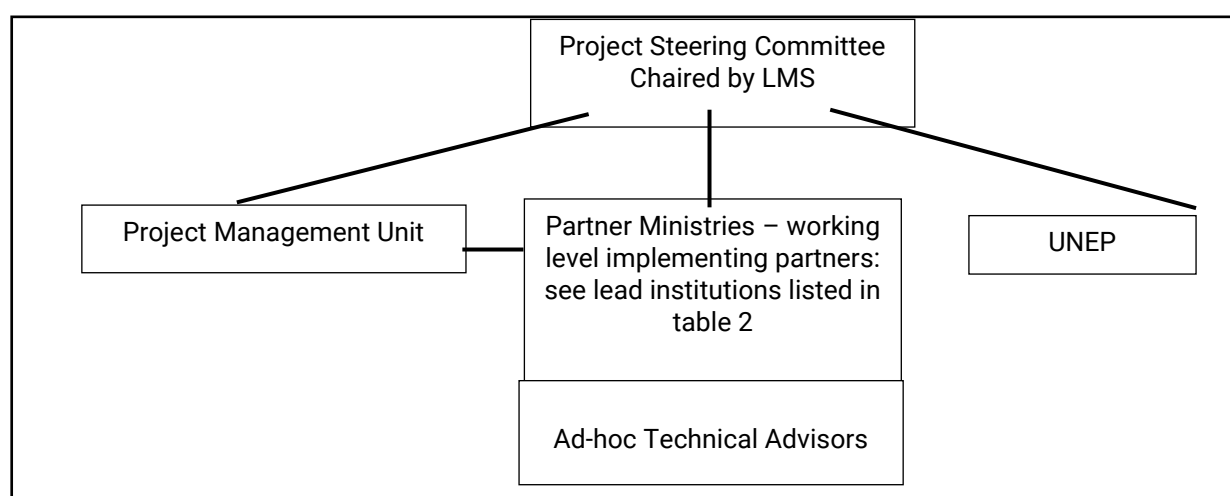 Project Steering Committee
Chaired by LMS
Project Management Unit
Partner Ministries – working
level implementing partners:
see lead institutions listed in
table 2
UNEP
Ad-hoc Technical Advisors